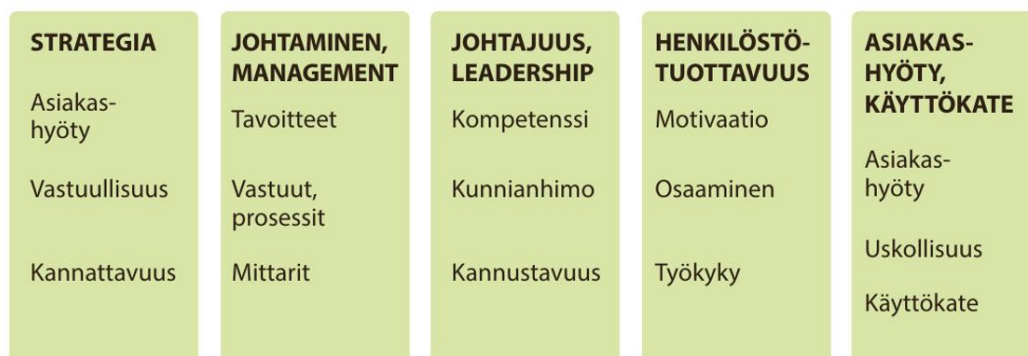 STRATEGIA
Asiakas-
hyöty
Vastuullisuus
Kannattavuus
JOHTAMINEN,
MANAGEMENT
Tavoitteet
Vastuut,
prosessit
Mittarit
JOHTAJUUS,
LEADERSHIP
Kompetenssi
Kunnianhimo
Kannustavuus
HENKILÖSTÖ-
TUOTTAVUUS
Motivaatio
Osaaminen
Työkyky
ASIAKAS-
HYÖTY,
KÄYTTÖKATE
Asiakas-
hyöty
Uskollisuus
Käyttökate